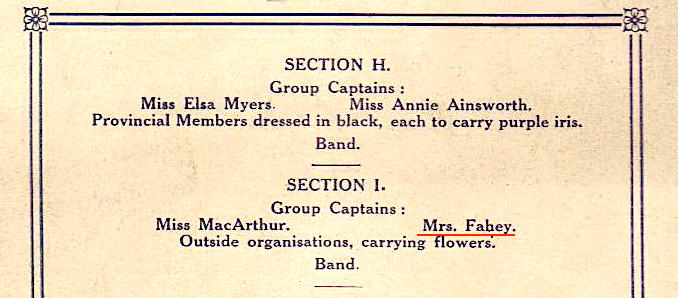 SECTION H.
Group Captains :
Miss Elsa Myers. Miss Annie Ainsworth.
Provincial Members dressed in black, each to carry purple iris.
Band.
SECTION I.
Group Captains :
Miss MacArthur. Mrs. Fahey.
Outside organisations, carrying flowers.
Band.